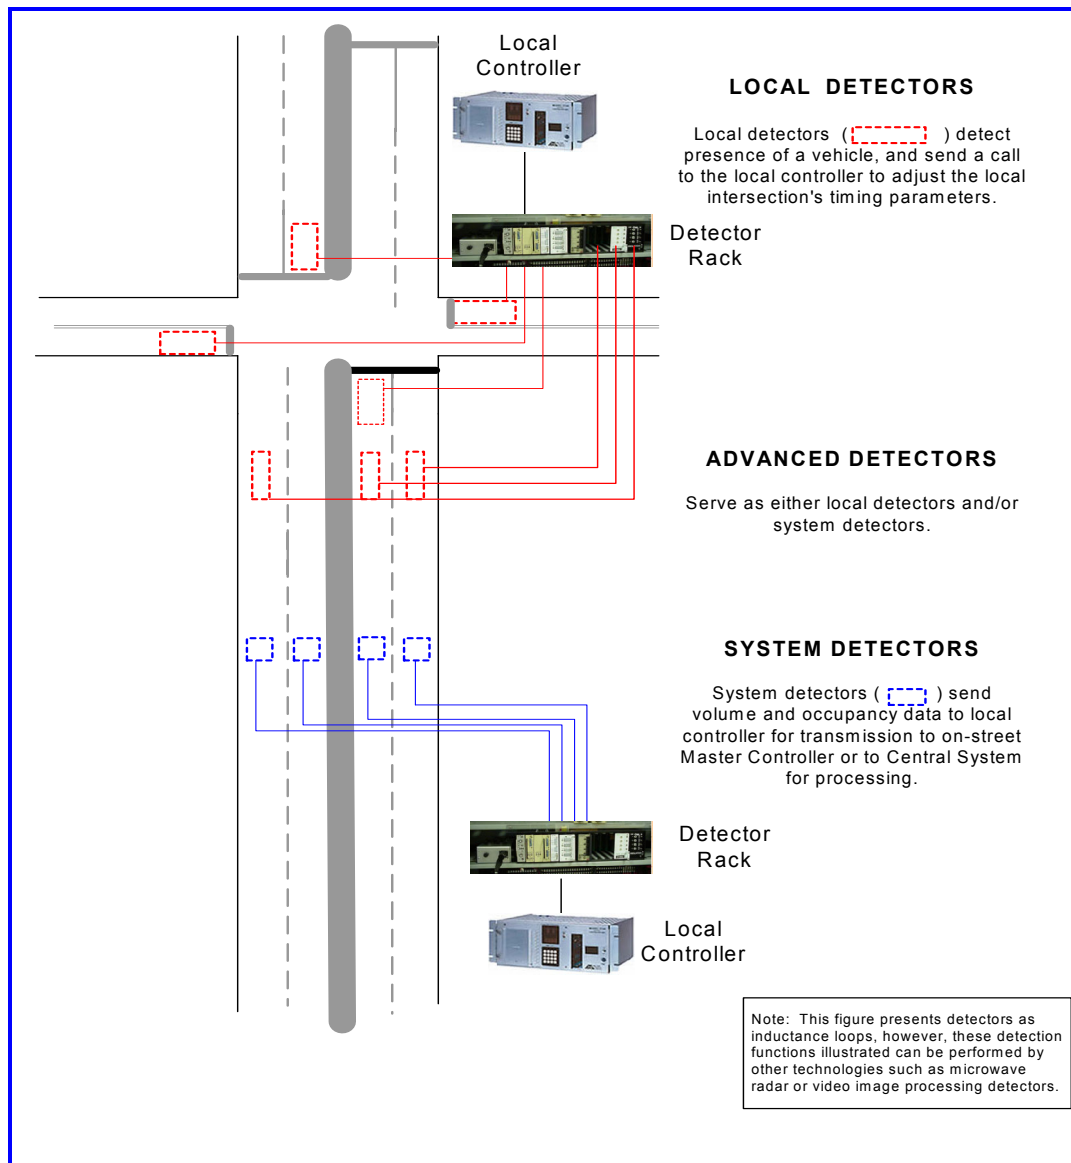 Local
Controller
LOCAL DETECTORS
Local detectors ( ) detect
presence of a vehicle, and send a call
to the local controller to adjust the local
intersection's timing parameters.
Detector
Rack
ADVANCED DETECTORS
Serve as either local detectors and/or
system detectors.
SYSTEM DETECTORS
System detectors ( ) send
volume and occupancy data to local
controller for transmission to on-street
Master Controller or to Central System
for processing.
Detector
Rack
Local
Controller
Note: This figure presents detectors as
inductance loops, however, these detection
functions illustrated can be performed by
other technologies such as microwave
radar or video image processing detectors.